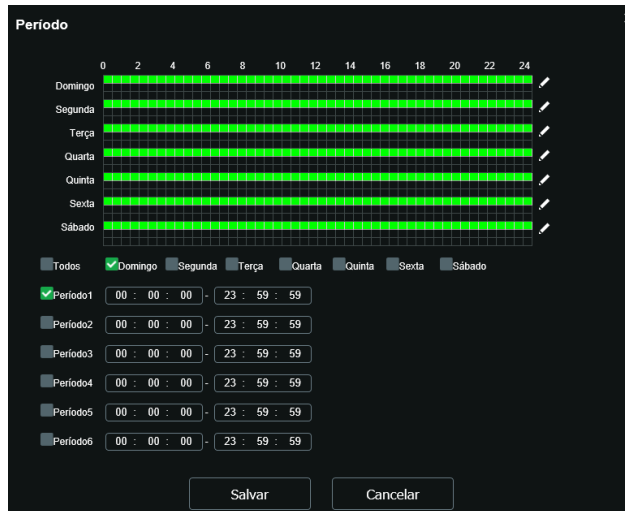 Período
0 2 4 6 8 10 12 14 16 18 20 22 24
Domingo
Segunda
Terça
Quarta
Quinta
Sexta
Sábado
Todos Domingo Segunda Terça Quarta Quinta Sexta Sábado
Período1 00 : 00 : 00 - 23 : 59 : 59
Período2 00 : 00 : 00 - 23 : 59 : 59
Período3 00 : 00 : 00 - 23 : 59 : 59
Período4 00 : 00 : 00 - 23 : 59 : 59
Período5 00 : 00 : 00 - 23 : 59 : 59
Período6 00 : 00 : 00 - 23 : 59 : 59
Salvar Cancelar